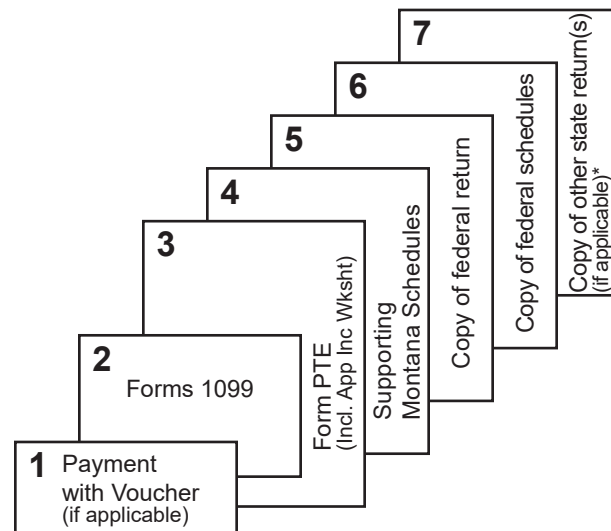 7
Copy of other state return(s)
(if applicable)*
6
Copy of federal schedules
5
Copy of federal return
4
Supporting
Montana Schedules
3
Form PTE
(Incl. App Inc Wksht)
2
Forms 1099
1 Payment
with Voucher
(if applicable)